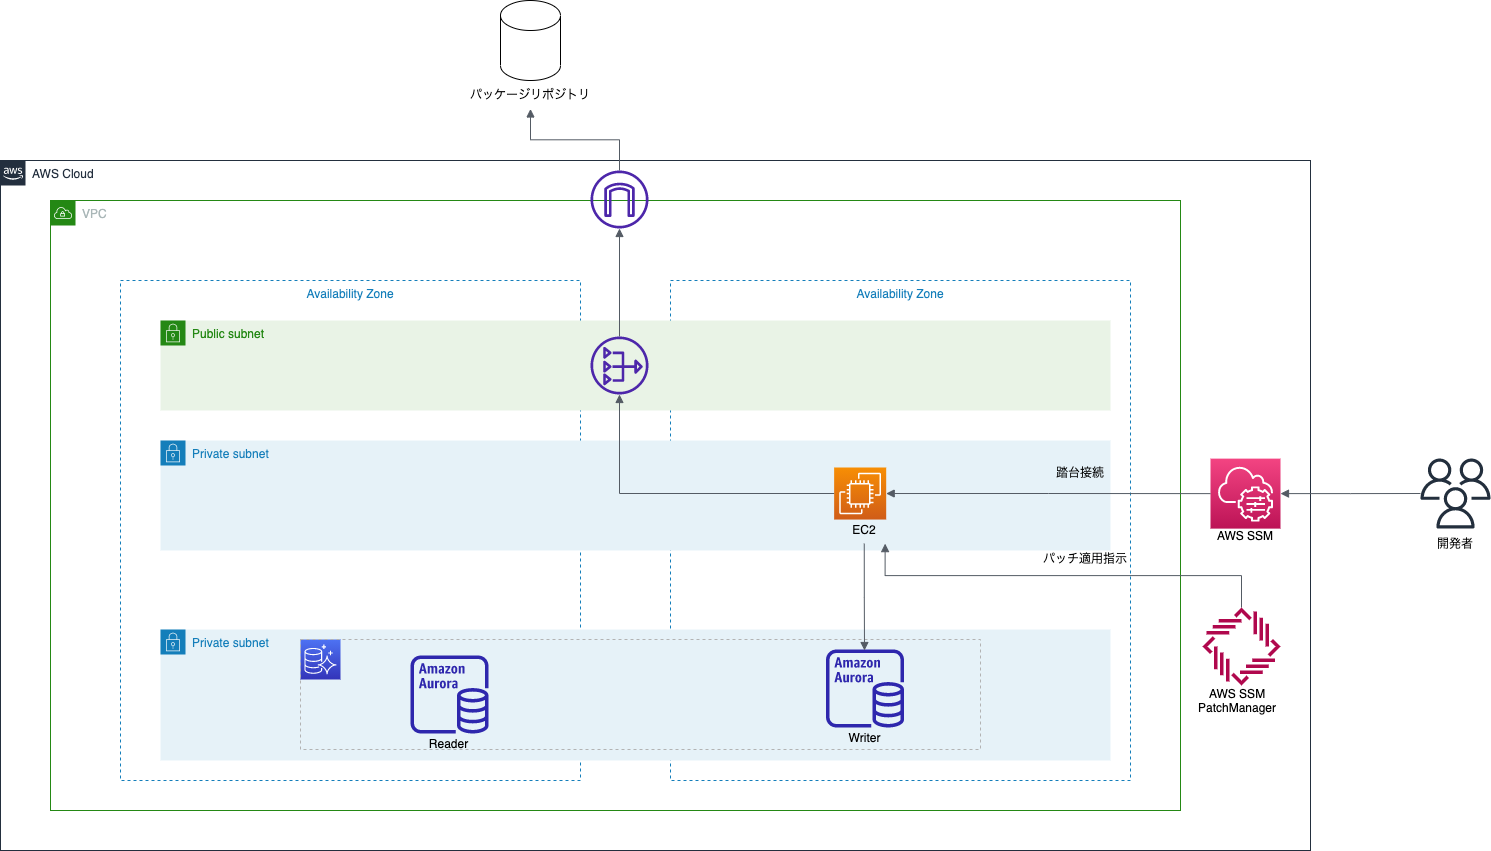 パッケージリポジトリ
aws
AWS Cloud
VPC
Availability Zone
Availability Zone
Public subnet
Private subnet
踏台接続
EC2
AWS SSM
開発者
パッチ適用指示
Private subnet
Amazon
Aurora
Reader
Amazon
Aurora
Writer
AWS SSM
PatchManager